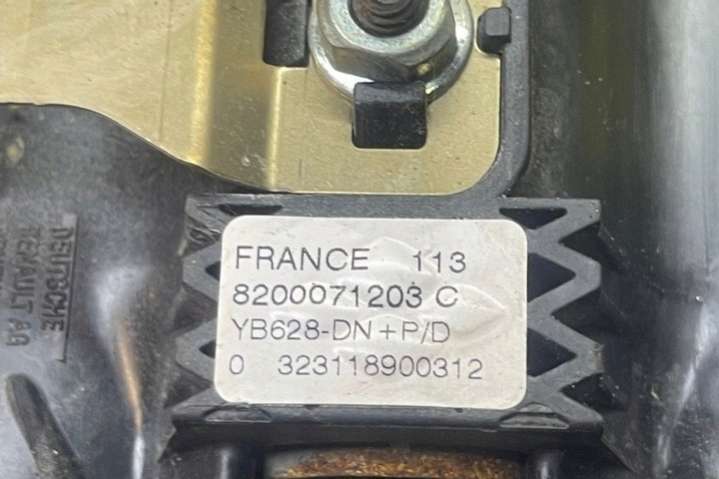 FRANCE 113
8200071203 C
YB628-DN+P/D
0 323118900312
DEUTSCHE
RENAULT AG